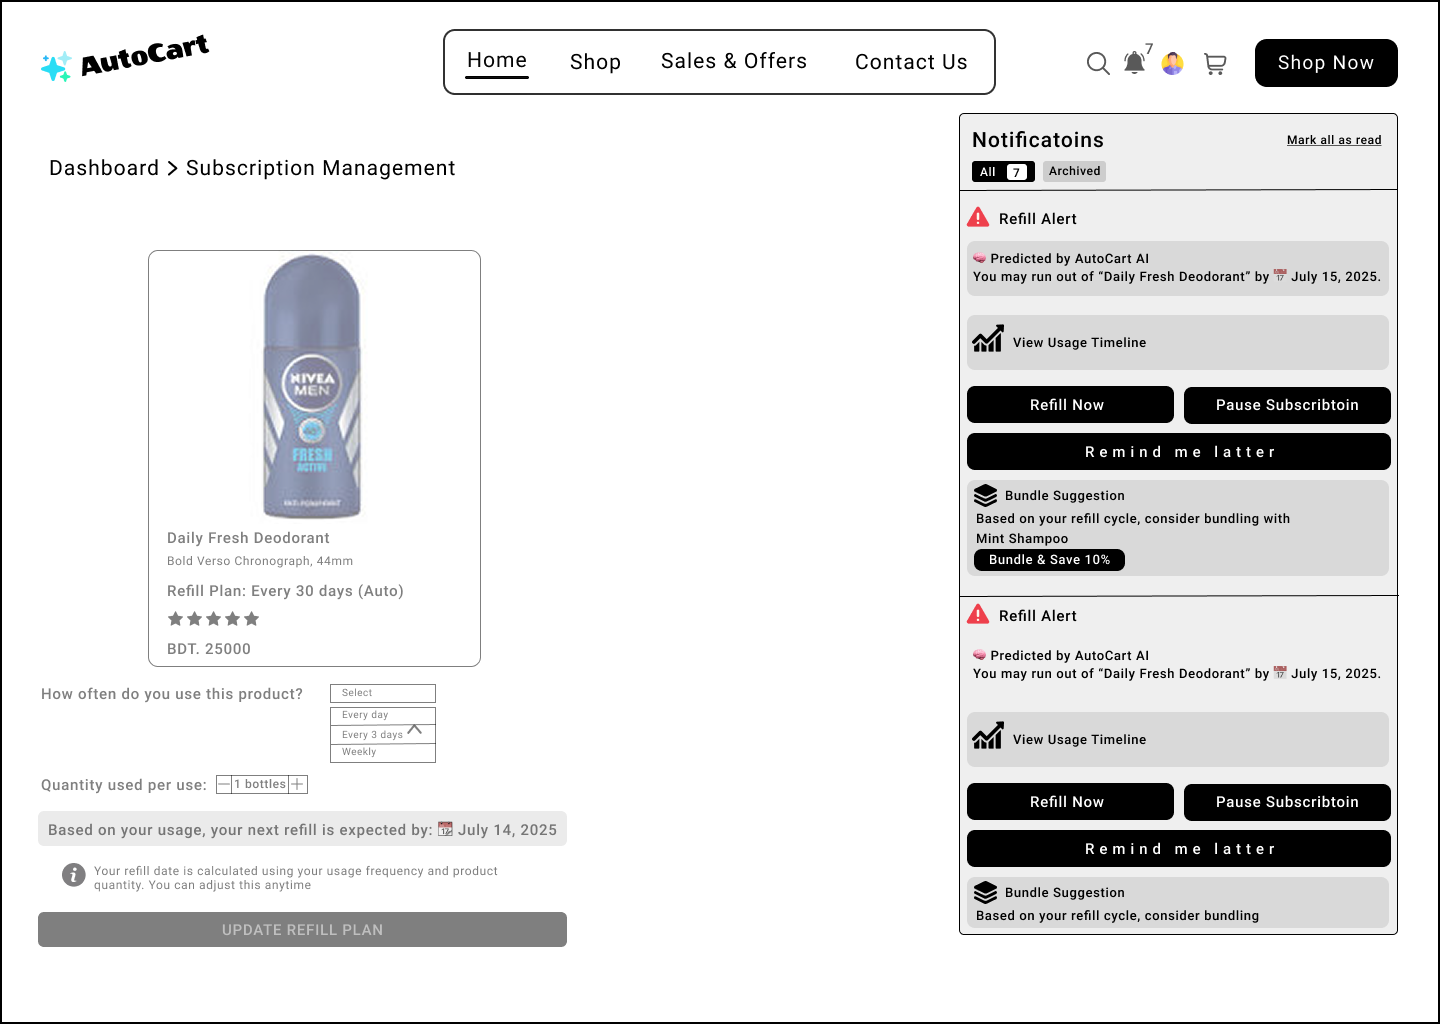 AutoCart
Home
Shop
Sales & Offers
Contact Us
7
Shop Now
Dashboard > Subscription Management
NIVEA
MEN
FRESH
ACTIVE
ANTI-PERSPIRANT
Daily Fresh Deodorant
Bold Verso Chronograph, 44mm
Refill Plan: Every 30 days (Auto)
BDT. 25000
How often do you use this product?
Select
Every day
Every 3 days
Weekly
Quantity used per use:
1 bottles
Based on your usage, your next refill is expected by: 📆 July 14, 2025
Your refill date is calculated using your usage frequency and product
quantity. You can adjust this anytime
UPDATE REFILL PLAN
Notificatoins
Mark all as read
All 7
Archived
Refill Alert
🧠 Predicted by AutoCart AI
You may run out of “Daily Fresh Deodorant” by 📅 July 15, 2025.
View Usage Timeline
Refill Now
Pause Subscribtoin
Remind me latter
Bundle Suggestion
Based on your refill cycle, consider bundling with
Mint Shampoo
Bundle & Save 10%
Refill Alert
🧠 Predicted by AutoCart AI
You may run out of “Daily Fresh Deodorant” by 📅 July 15, 2025.
View Usage Timeline
Refill Now
Pause Subscribtoin
Remind me latter
Bundle Suggestion
Based on your refill cycle, consider bundling